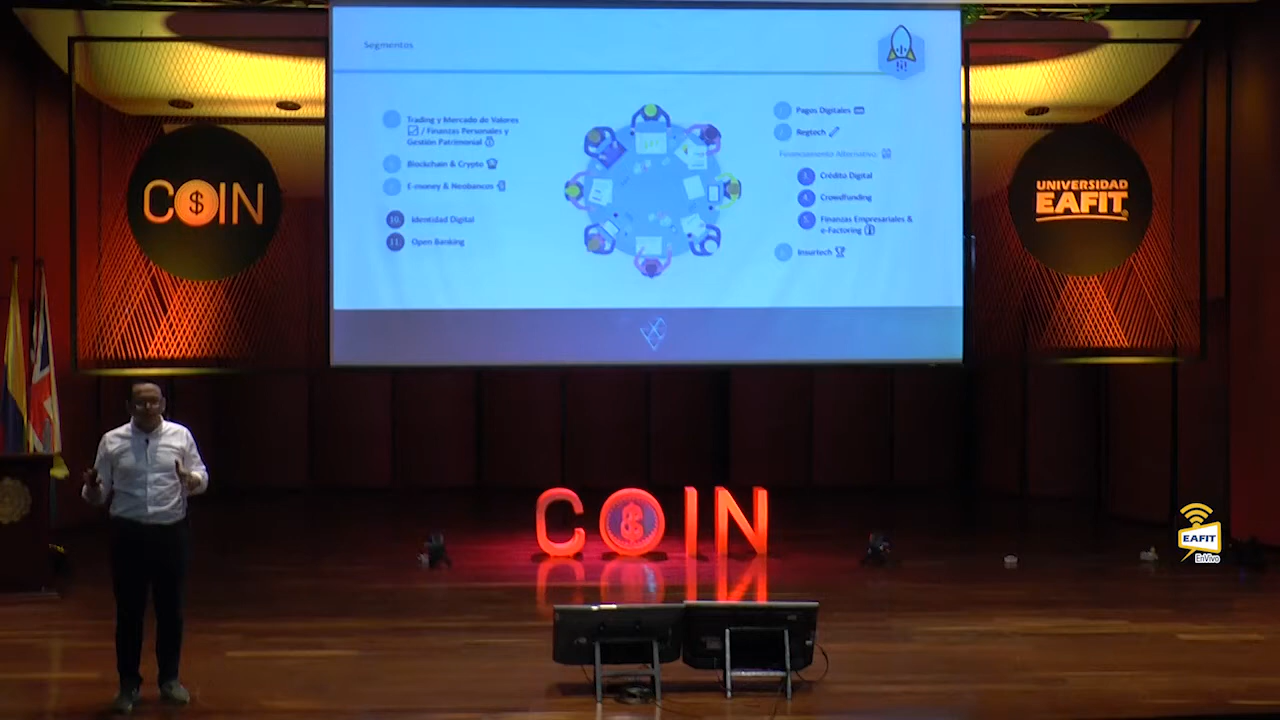 Segmentos
Trading y Mercado de Valores
/ Finanzas Personales y
Gestión Patrimonial
Blockchain & Crypto
E-money & Neobancos
10. Identidad Digital
11. Open Banking
Pagos Digitales
Regtech
Financiamiento Alternativo
3. Crédito Digital
4. Crowdfunding
5. Finanzas Empresariales &
e-Factoring
Insurtech
COIN
UNIVERSIDAD
EAFIT
COIN
EAFIT
EnVivo